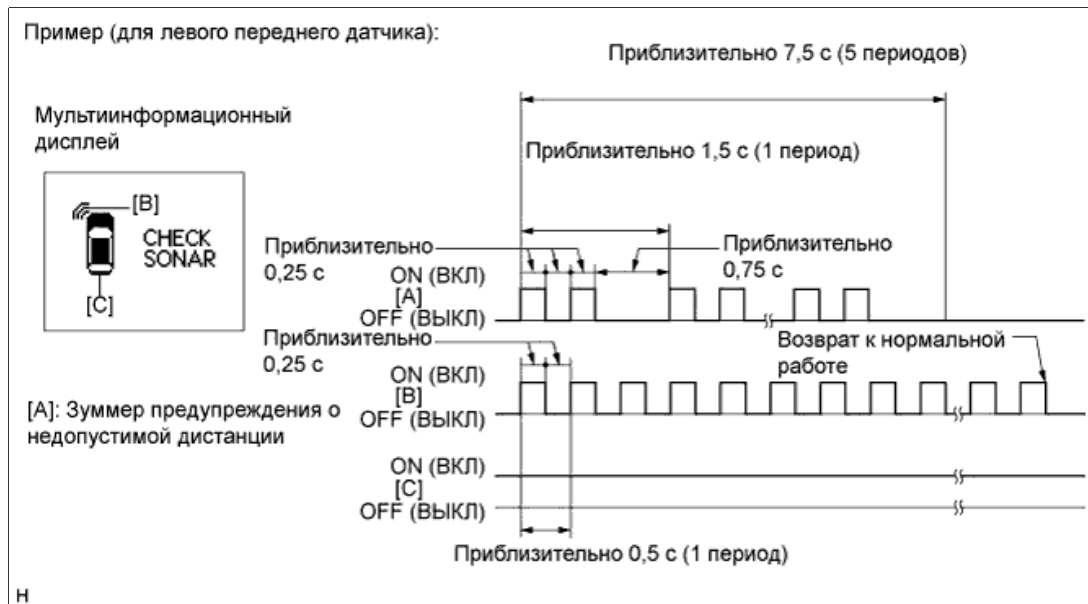 Пример (для левого переднего датчика):
Приблизительно 7,5 с (5 периодов)
Мультиинформационный
дисплей
Приблизительно 1,5 с (1 период)
[B]
CHECK
SONAR
[C]
Приблизительно
0,25 с
Приблизительно
0,75 с
ON (ВКЛ)
[A]
OFF (ВЫКЛ)
Приблизительно
0,25 с
Возврат к нормальной
работе
ON (ВКЛ)
[B]
OFF (ВЫКЛ)
[A]: Зуммер предупреждения о
недопустимой дистанции
ON (ВКЛ)
[C]
OFF (ВЫКЛ)
Приблизительно 0,5 с (1 период)
H